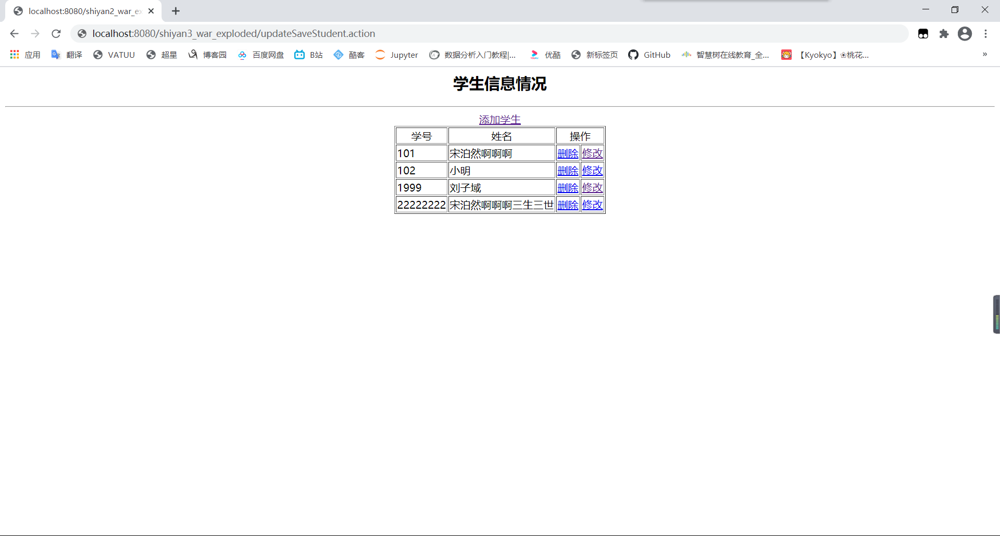 localhost:8080/shiyan2_war_ex
localhost:8080/shiyan3_war_exploded/updateSaveStudent.action
应用 翻译 VATUU 超星 博客园 百度网盘 B站 酷客 Jupyter 数据分析入门教程|... 优酷 新标签页 GitHub 智慧树在线教育_全... 【Kyokyo】❀桃花... »
学生信息情况
添加学生
学号 姓名 操作
101 宋泊然啊啊啊 删除 修改
102 小明 删除 修改
1999 刘子域 删除 修改
22222222 宋泊然啊啊啊三生三世 删除 修改